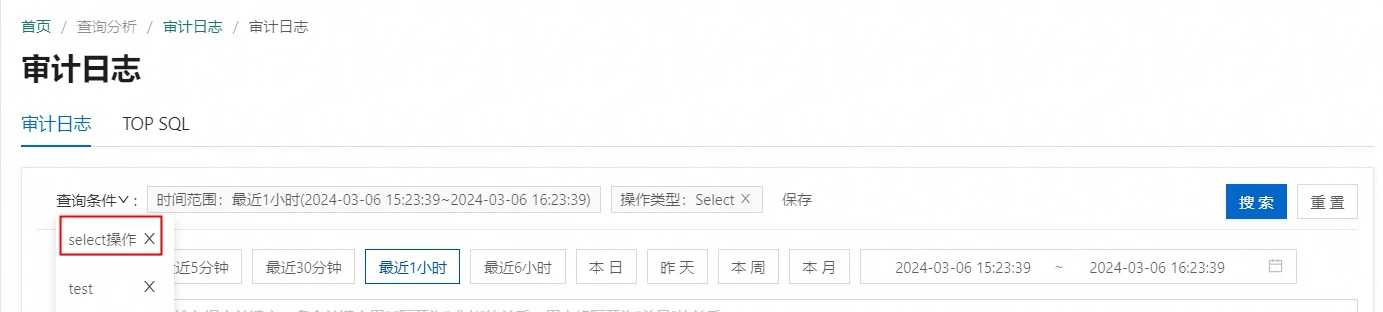 首页 / 查询分析 / 审计日志 / 审计日志
审计日志
审计日志 TOP SQL
查询条件 : 时间范围：最近1小时(2024-03-06 15:23:39~2024-03-06 16:23:39) 操作类型：Select × 保存 搜 索 重 置
select操作 ×
近5分钟 最近30分钟 最近1小时 最近6小时 本 日 昨 天 本 周 本 月 2024-03-06 15:23:39 ~ 2024-03-06 16:23:39
test ×